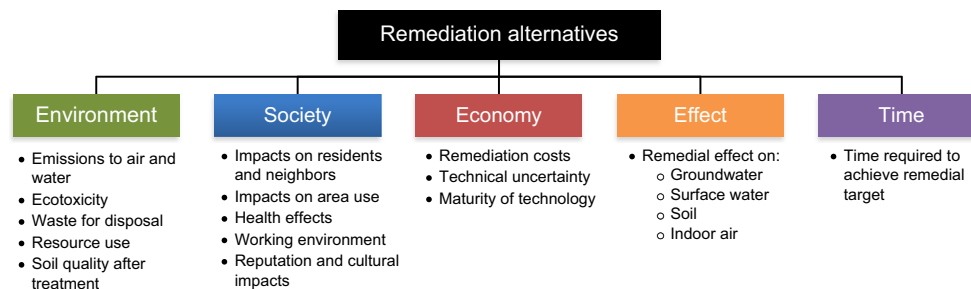 Remediation alternatives
Environment
• Emissions to air and
water
• Ecotoxicity
• Waste for disposal
• Resource use
• Soil quality after
treatment
Society
• Impacts on residents
and neighbors
• Impacts on area use
• Health effects
• Working environment
• Reputation and cultural
impacts
Economy
• Remediation costs
• Technical uncertainty
• Maturity of technology
Effect
• Remedial effect on:
○ Groundwater
○ Surface water
○ Soil
○ Indoor air
Time
• Time required to
achieve remedial
target